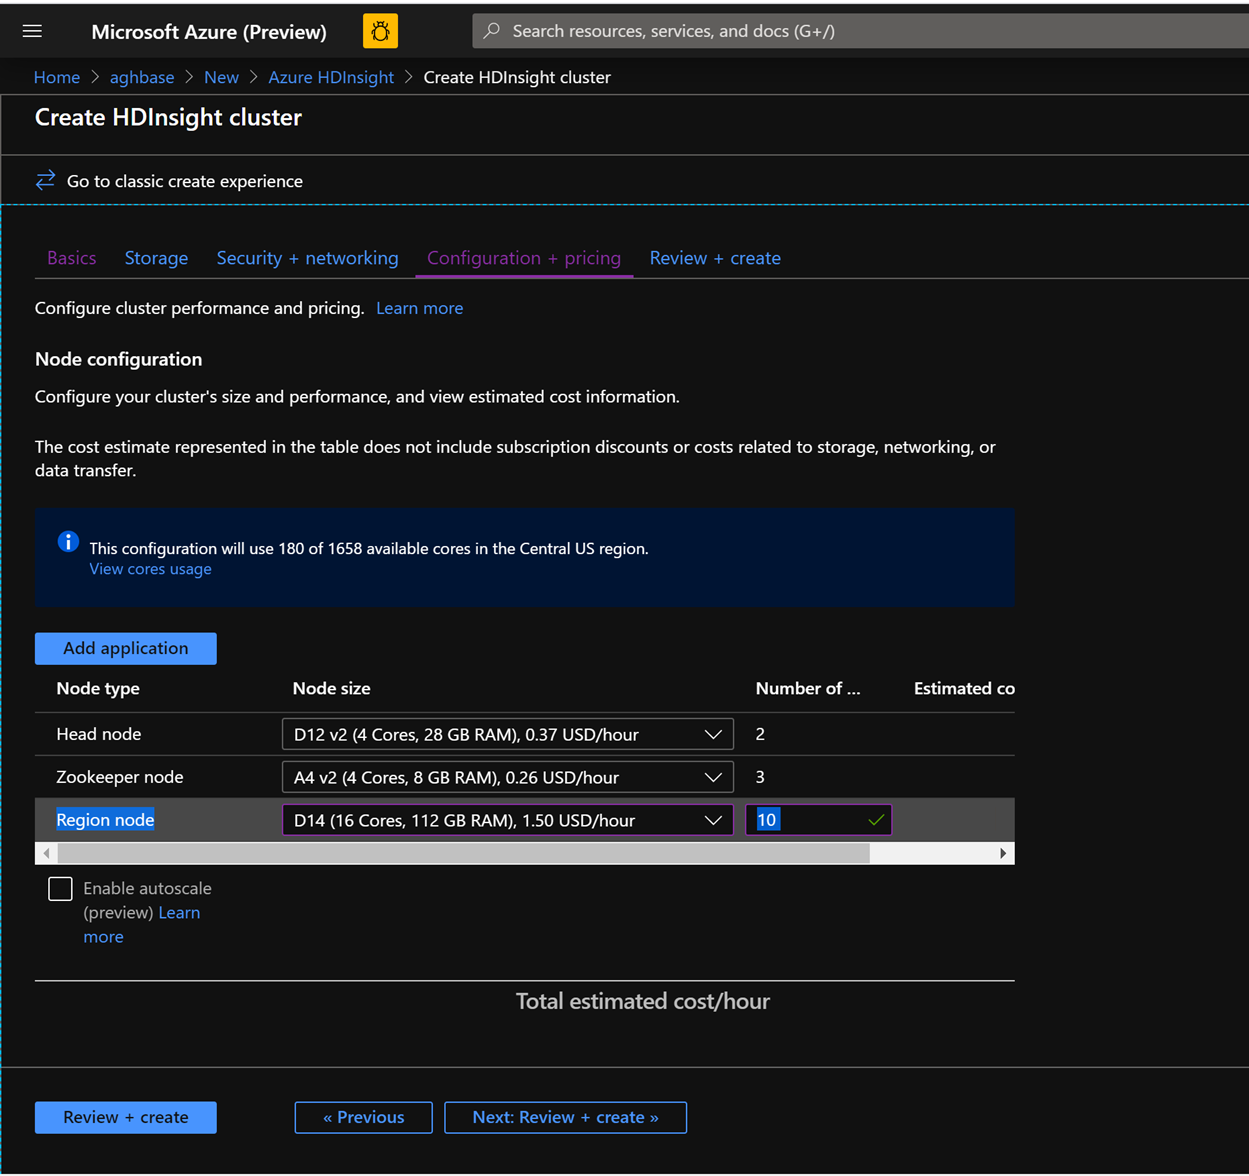 Microsoft Azure (Preview)
Search resources, services, and docs (G+/)
Home > aghbase > New > Azure HDInsight > Create HDInsight cluster
Create HDInsight cluster
Go to classic create experience
Basics Storage Security + networking Configuration + pricing Review + create
Configure cluster performance and pricing. Learn more
Node configuration
Configure your cluster's size and performance, and view estimated cost information.
The cost estimate represented in the table does not include subscription discounts or costs related to storage, networking, or
data transfer.
This configuration will use 180 of 1658 available cores in the Central US region.
View cores usage
Add application
Node type Node size Number of ... Estimated co
Head node D12 v2 (4 Cores, 28 GB RAM), 0.37 USD/hour 2
Zookeeper node A4 v2 (4 Cores, 8 GB RAM), 0.26 USD/hour 3
Region node D14 (16 Cores, 112 GB RAM), 1.50 USD/hour 10
Enable autoscale
(preview) Learn
more
Total estimated cost/hour
Review + create « Previous Next: Review + create »